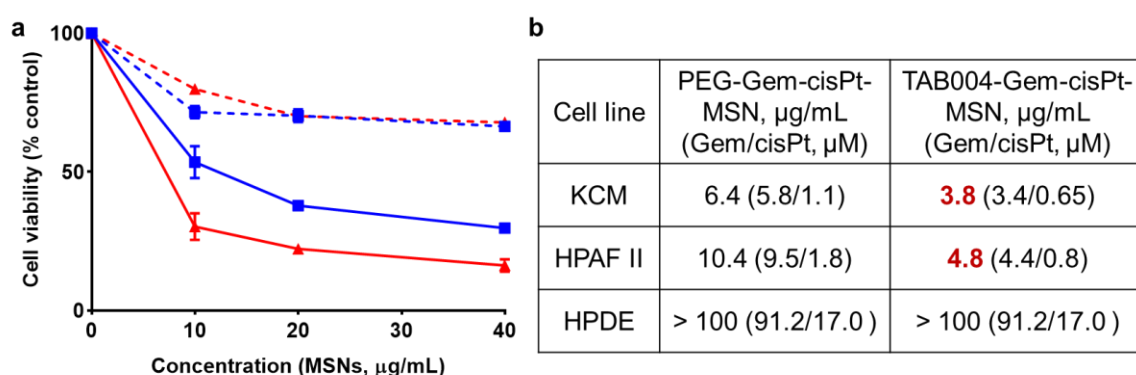 a
100
50
0
Cell viability (% control)
0 10 20 30 40
Concentration (MSNs, µg/mL)
b
Cell line
PEG-Gem-cisPt-
MSN, µg/mL
(Gem/cisPt, µM)
TAB004-Gem-cisPt-
MSN, µg/mL
(Gem/cisPt, µM)
KCM
6.4 (5.8/1.1)
3.8 (3.4/0.65)
HPAF II
10.4 (9.5/1.8)
4.8 (4.4/0.8)
HPDE
> 100 (91.2/17.0 )
> 100 (91.2/17.0 )